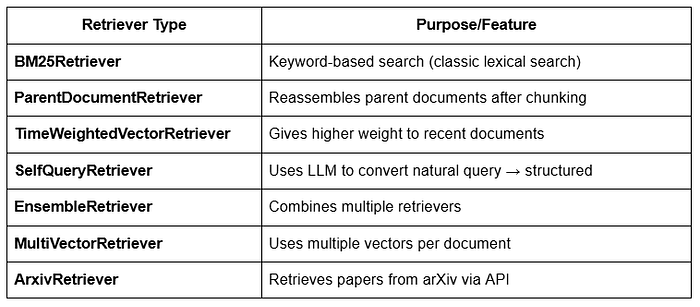 Retriever Type Purpose/Feature
BM25Retriever Keyword-based search (classic lexical search)
ParentDocumentRetriever Reassembles parent documents after chunking
TimeWeightedVectorRetriever Gives higher weight to recent documents
SelfQueryRetriever Uses LLM to convert natural query → structured
EnsembleRetriever Combines multiple retrievers
MultiVectorRetriever Uses multiple vectors per document
ArxivRetriever Retrieves papers from arXiv via API